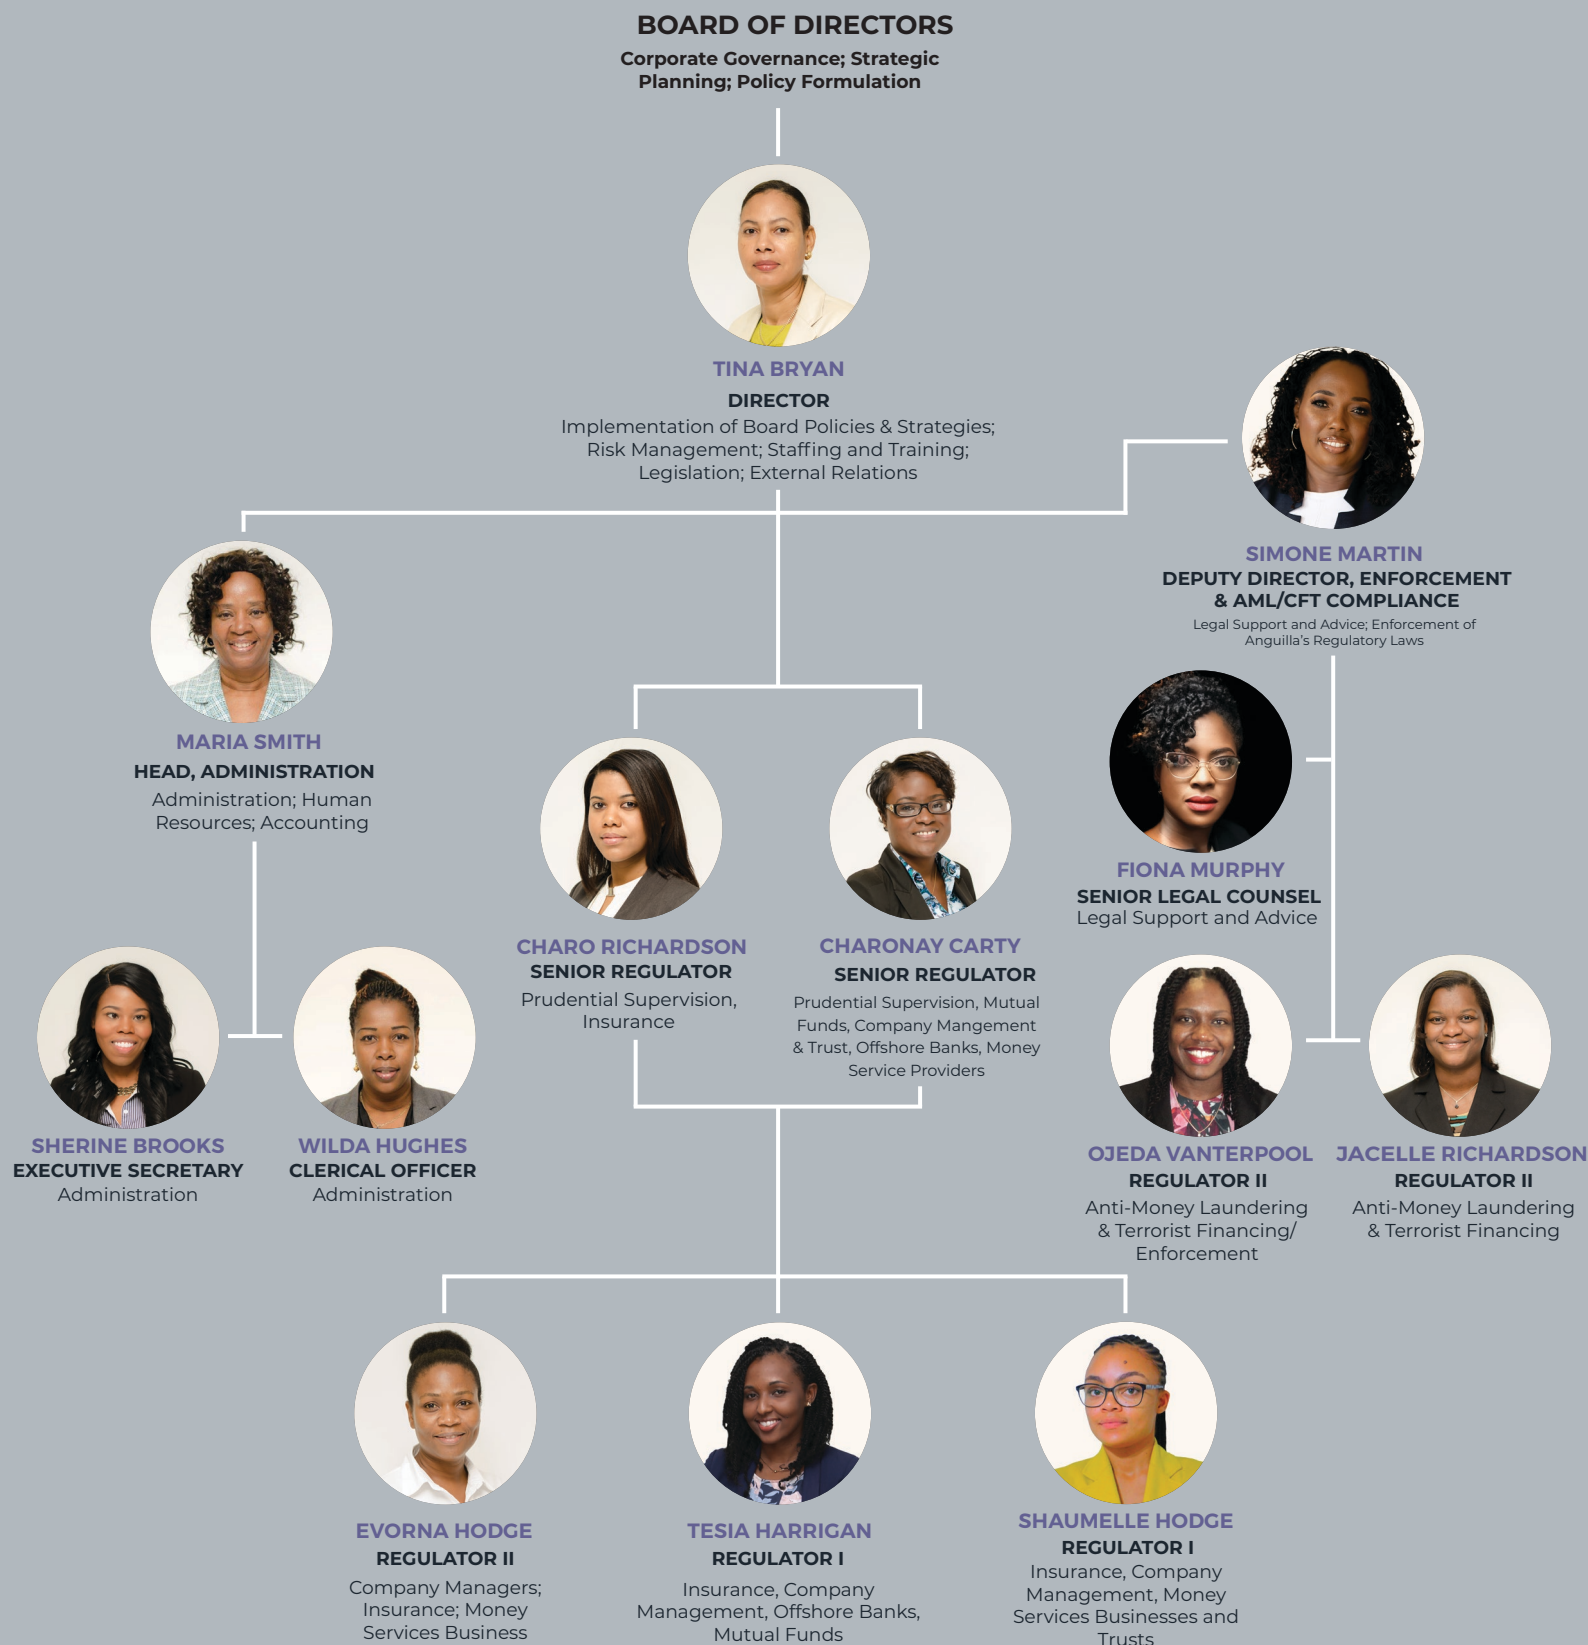 BOARD OF DIRECTORS
Corporate Governance; Strategic
Planning; Policy Formulation
TINA BRYAN
DIRECTOR
Implementation of Board Policies & Strategies;
Risk Management; Staffing and Training;
Legislation; External Relations
SIMONE MARTIN
DEPUTY DIRECTOR, ENFORCEMENT
& AML/CFT COMPLIANCE
Legal Support and Advice; Enforcement of
Anguilla's Regulatory Laws
MARIA SMITH
HEAD, ADMINISTRATION
Administration; Human
Resources; Accounting
FIONA MURPHY
SENIOR LEGAL COUNSEL
Legal Support and Advice
CHARO RICHARDSON
SENIOR REGULATOR
Prudential Supervision,
Insurance
CHARONAY CARTY
SENIOR REGULATOR
Prudential Supervision, Mutual
Funds, Company Mangement
& Trust, Offshore Banks, Money
Service Providers
SHERINE BROOKS
EXECUTIVE SECRETARY
Administration
WILDA HUGHES
CLERICAL OFFICER
Administration
OJEDA VANTERPOOL
REGULATOR II
Anti-Money Laundering
& Terrorist Financing/
Enforcement
JACELLE RICHARDSON
REGULATOR II
Anti-Money Laundering
& Terrorist Financing
EVORNA HODGE
REGULATOR II
Company Managers;
Insurance; Money
Services Business
TESIA HARRIGAN
REGULATOR I
Insurance, Company
Management, Offshore Banks,
Mutual Funds
SHAUMELLE HODGE
REGULATOR I
Insurance, Company
Management, Money
Services Businesses and
Trusts